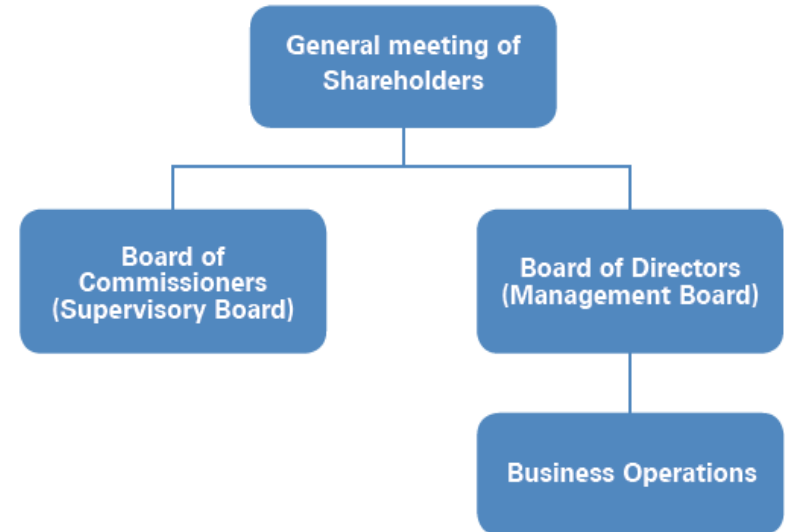 General meeting of
Shareholders
Board of
Commissioners
(Supervisory Board)
Board of Directors
(Management Board)
Business Operations